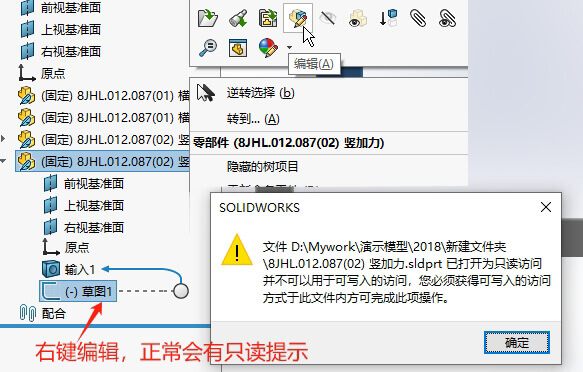 前视基准面
上视基准面
右视基准面
原点
(固定) 8JHL.012.087(01) 横
(固定) 8JHL.012.087(01) 横
(固定) 8JHL.012.087(02) 竖
(固定) 8JHL.012.087(02) 竖
前视基准面
上视基准面
右视基准面
原点
输入1
(-) 草图1
配合
右键编辑，正常会有只读提示
编辑(A)
逆转选择 (b)
转到... (A)
零部件 (8JHL.012.087(02) 竖加力)
隐藏的树项目
SOLIDWORKS
文件 D:\Mywork\演示模型\2018\新建文件夹
\8JHL.012.087(02) 竖加力.sldprt 已打开为只读访问
并不可以用于可写入的访问，您必须获得可写入的访问
方式于此文件内方可完成此项操作。
确定